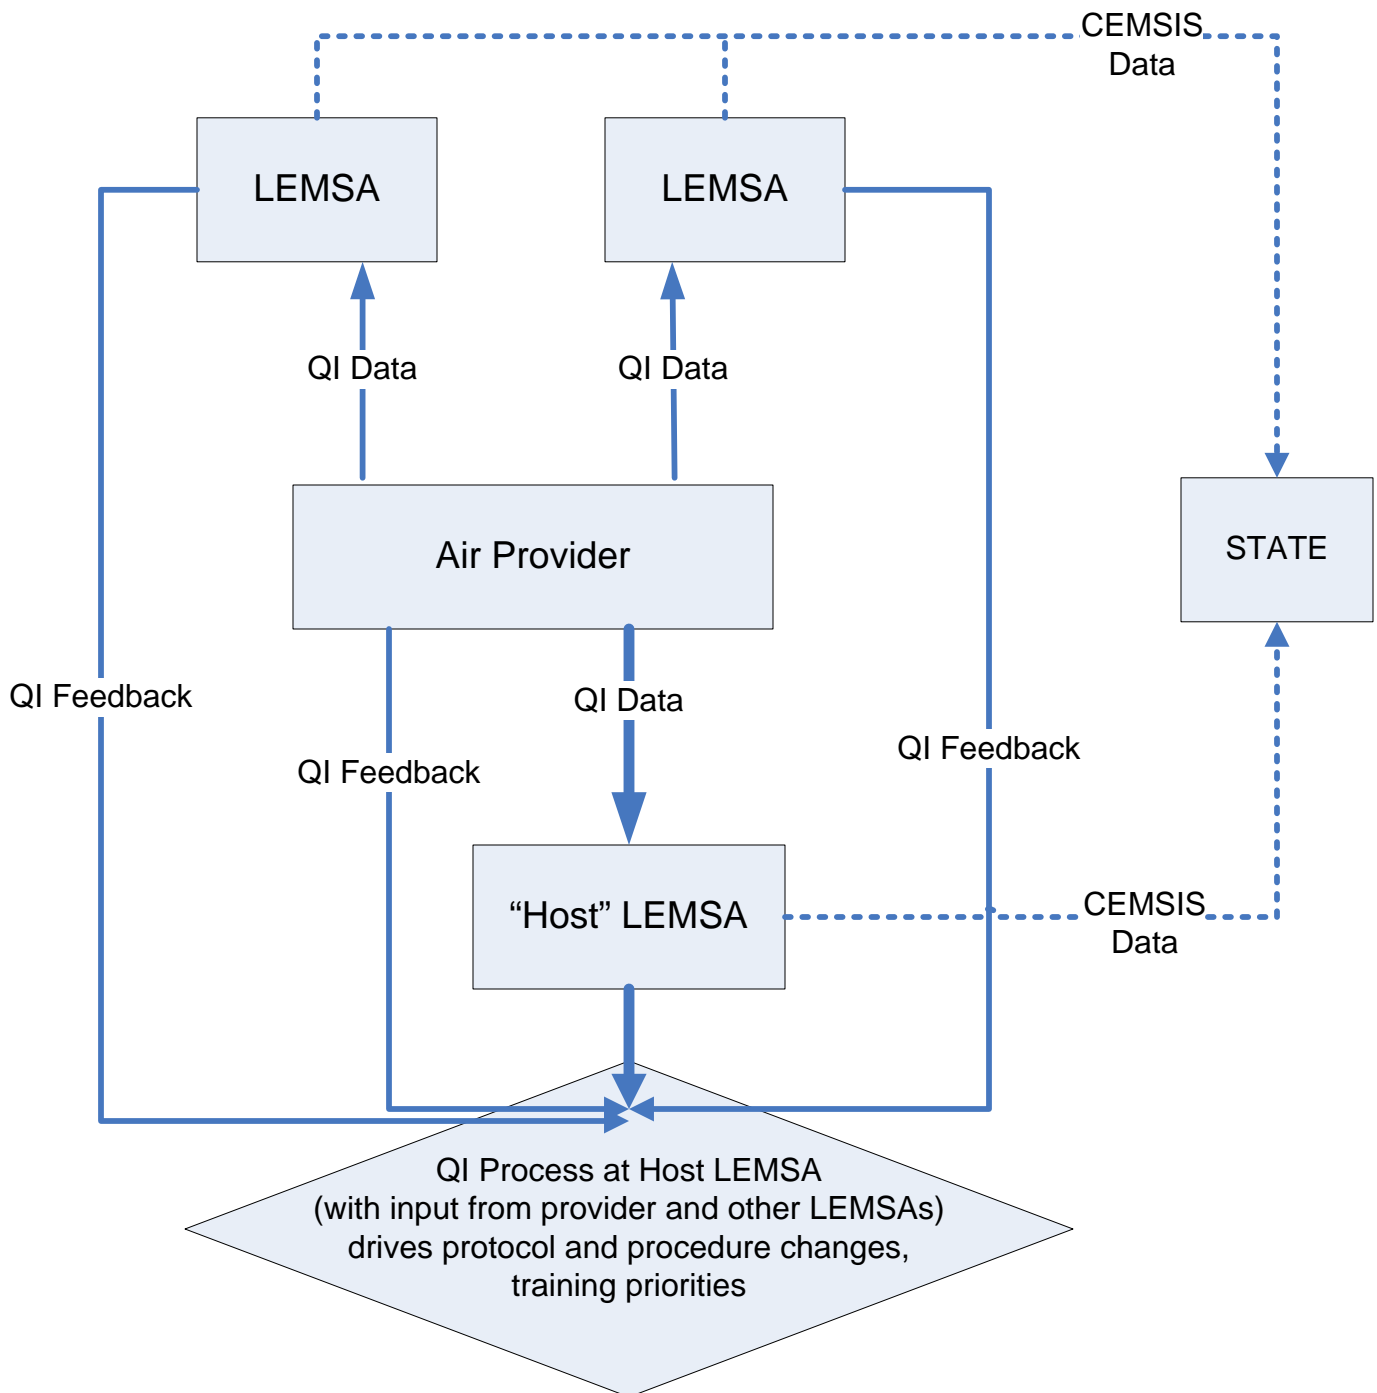 CEMSIS
Data
LEMSA
LEMSA
QI Data
QI Data
Air Provider
STATE
QI Feedback
QI Data
QI Feedback
QI Feedback
“Host” LEMSA
CEMSIS
Data
QI Process at Host LEMSA
(with input from provider and other LEMSAs)
drives protocol and procedure changes,
training priorities